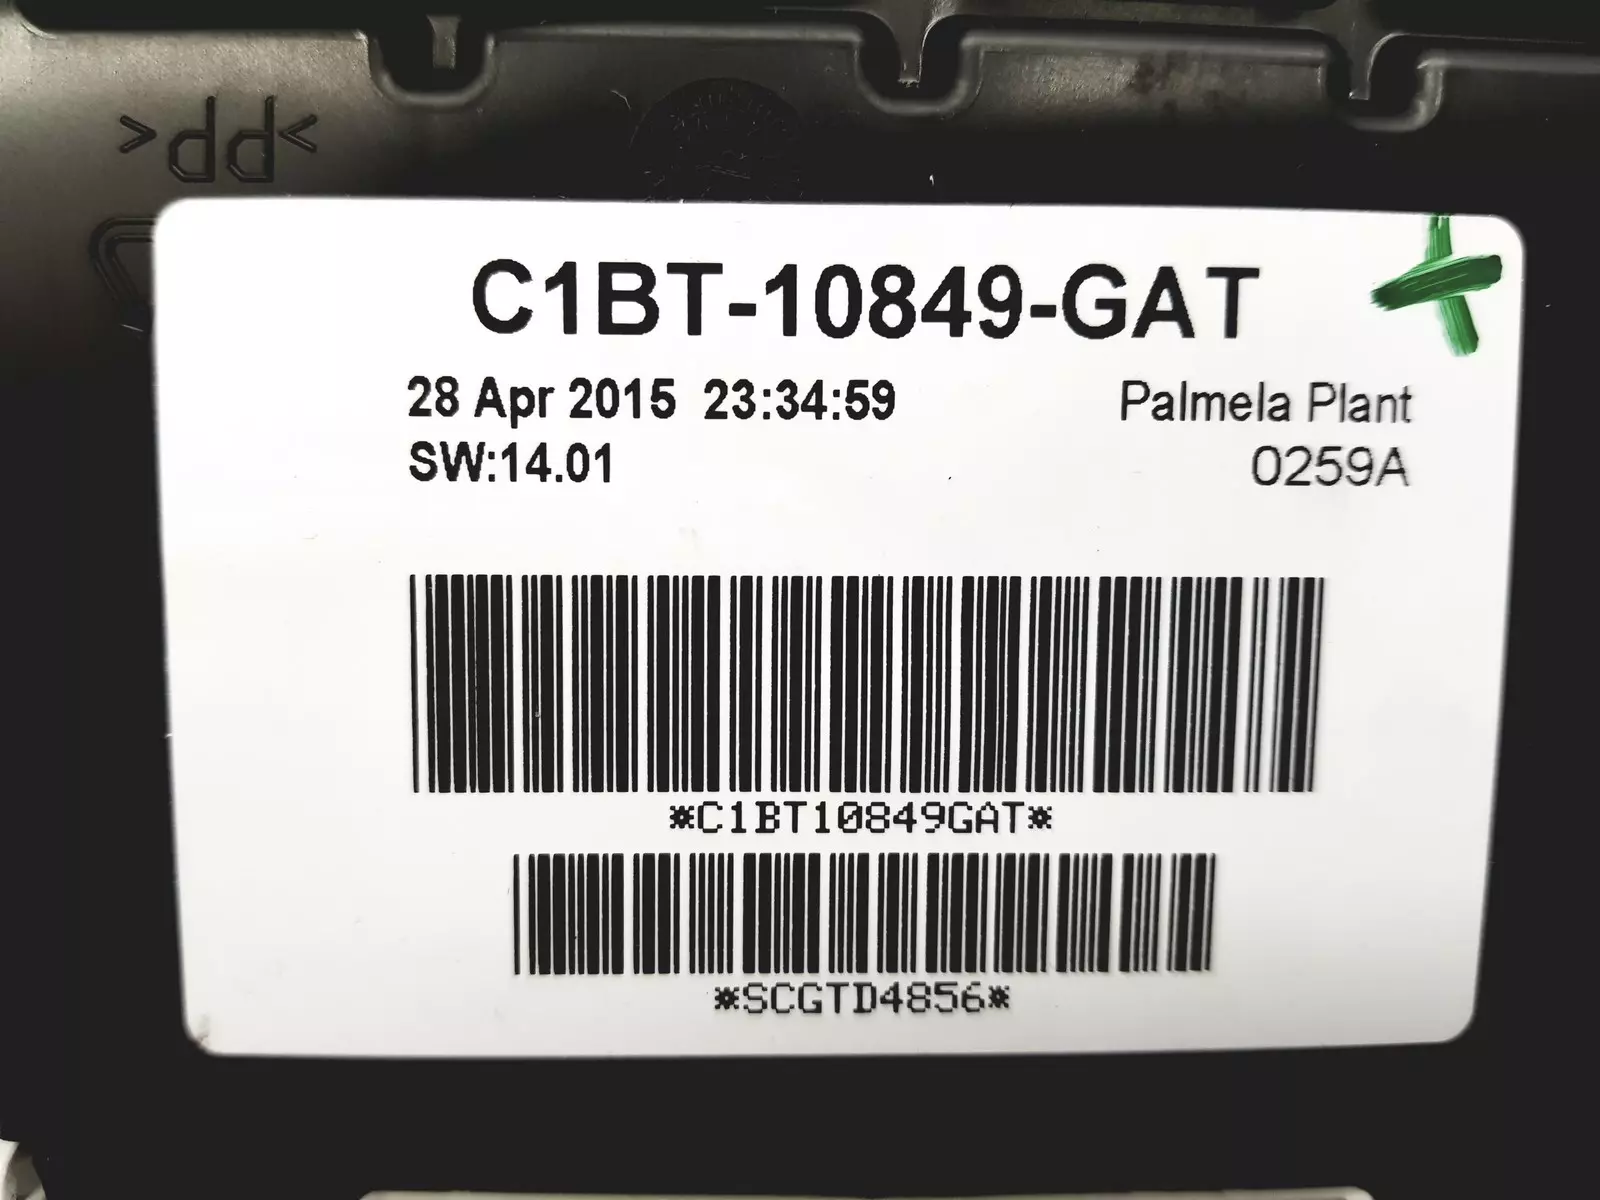 >PP<
C1BT-10849-GAT
28 Apr 2015 23:34:59
Palmela Plant
SW:14.01
0259A
*C1BT10849GAT*
*SCGTD4856*